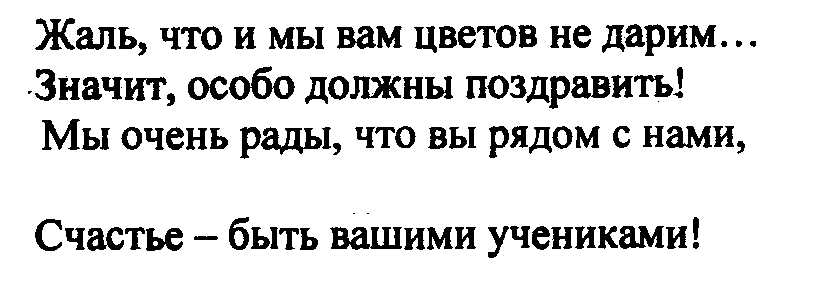 Жаль, что и мы вам цветов не дарим…
Значит, особо должны поздравить!
Мы очень рады, что вы рядом с нами,
Счастье – быть вашими учениками!